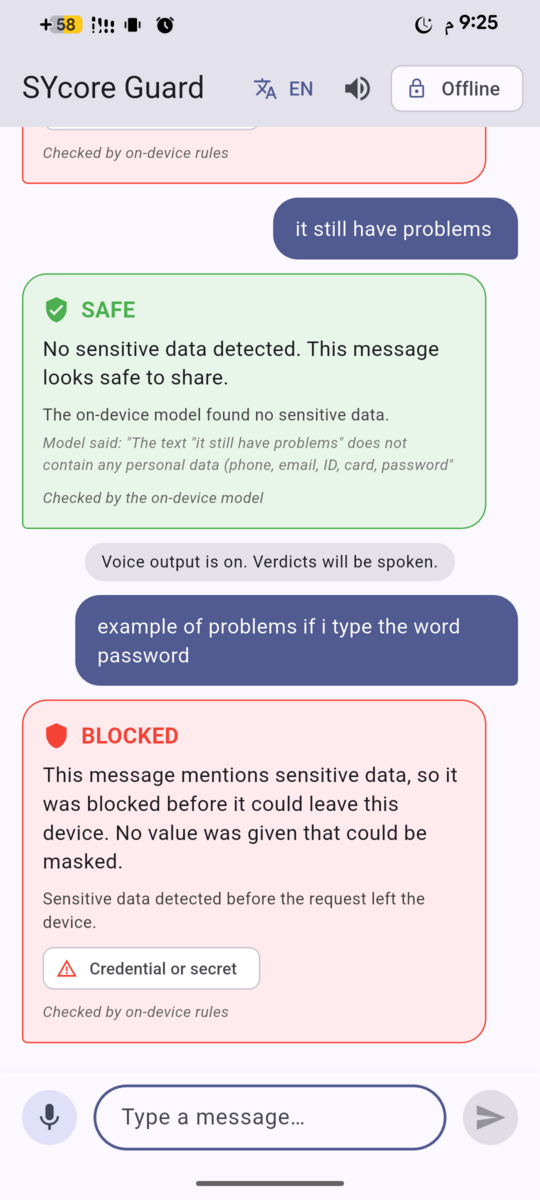 +58 9:25 م
SYcore Guard EN Offline
Checked by on-device rules
it still have problems
SAFE
No sensitive data detected. This message
looks safe to share.
The on-device model found no sensitive data.
Model said: "The text "it still have problems" does not
contain any personal data (phone, email, ID, card, password"
Checked by the on-device model
Voice output is on. Verdicts will be spoken.
example of problems if i type the word
password
BLOCKED
This message mentions sensitive data, so it
was blocked before it could leave this
device. No value was given that could be
masked.
Sensitive data detected before the request left the
device.
Credential or secret
Checked by on-device rules
Type a message…